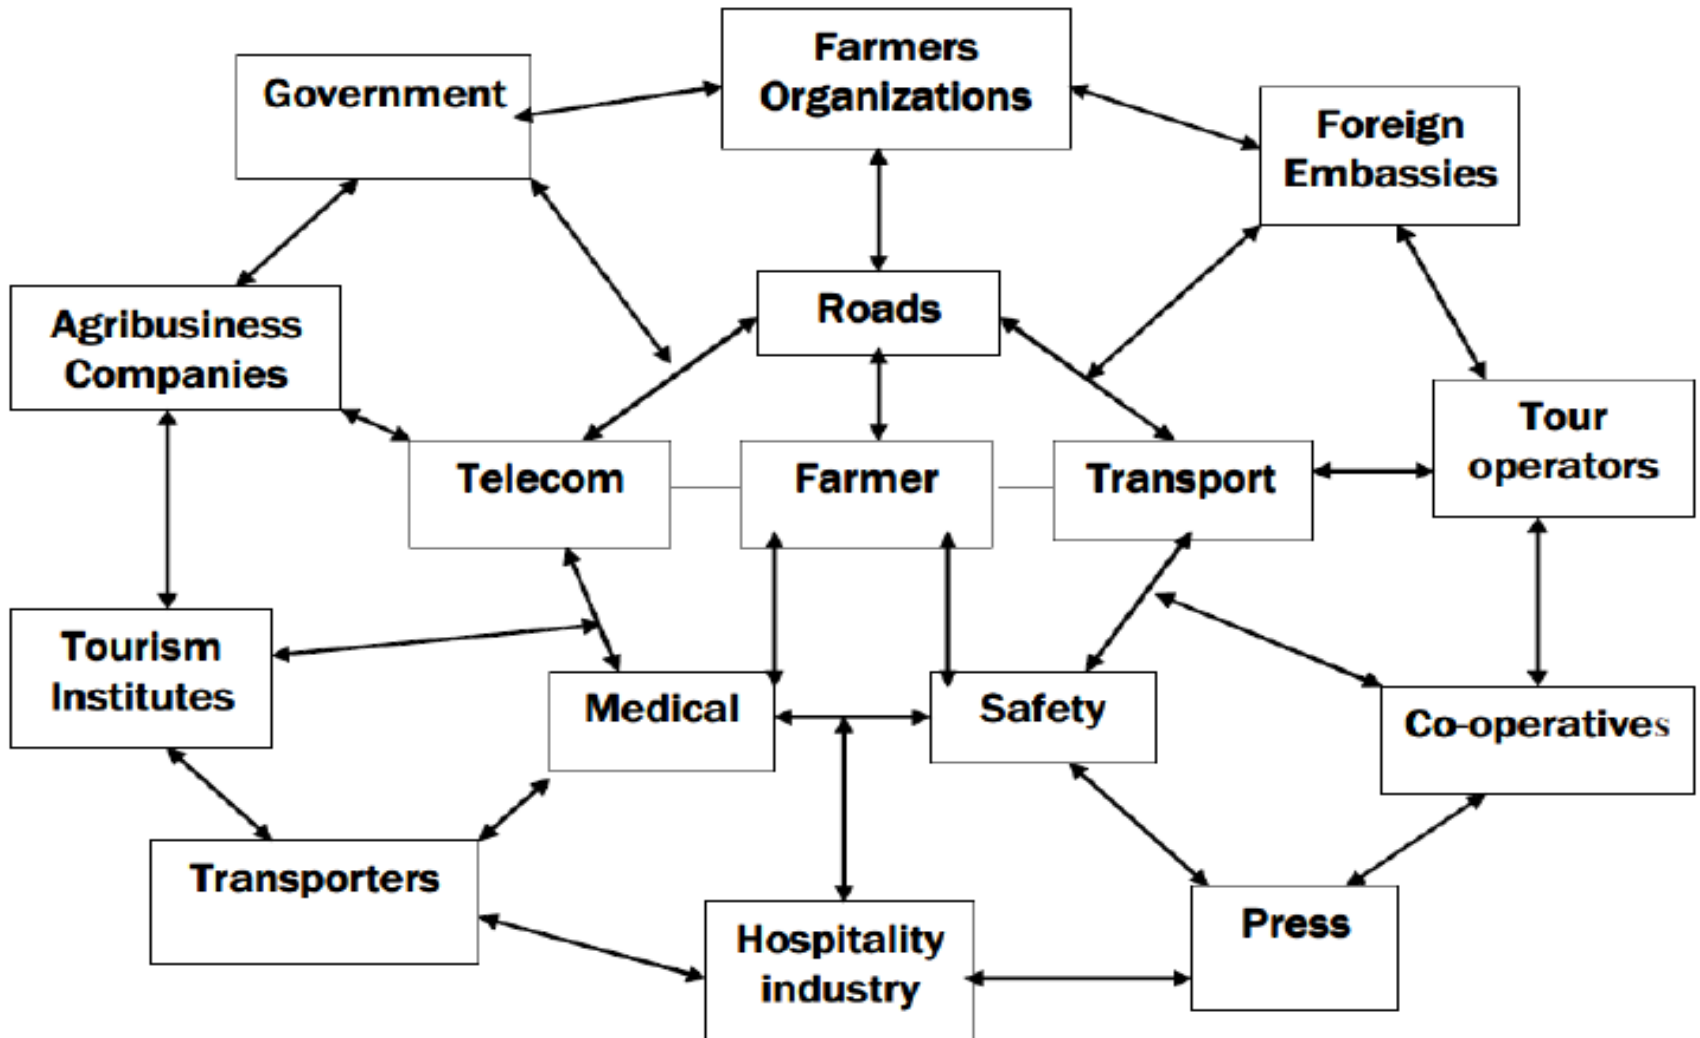 Farmers
Organizations
Government
Foreign
Embassies
Roads
Agribusiness
Companies
Tour
operators
Telecom
Farmer
Transport
Tourism
Institutes
Medical
Safety
Co-operatives
Transporters
Press
Hospitality
industry